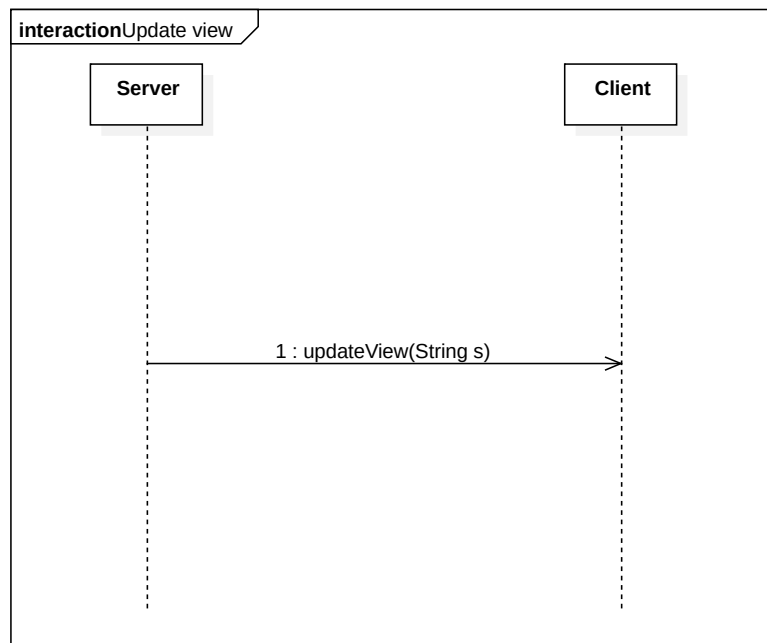 interactionUpdate view
Server
Client
1 : updateView(String s)